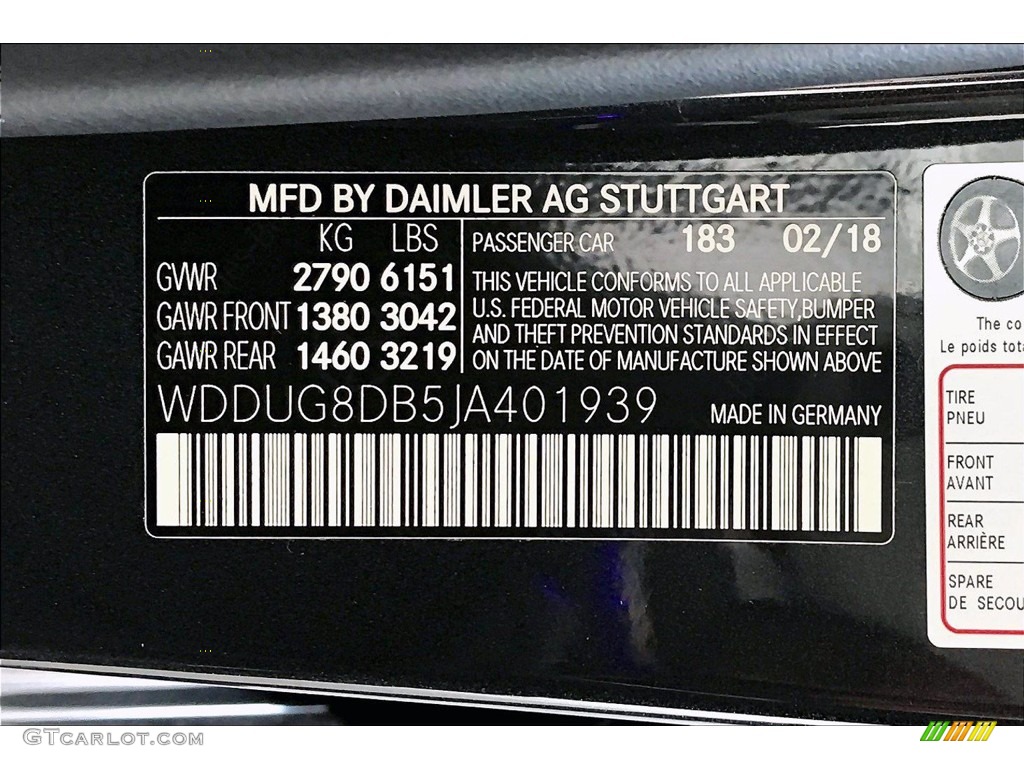 MFD BY DAIMLER AG STUTTGART
KG LBS
GVWR 2790 6151
GAWR FRONT 1380 3042
GAWR REAR 1460 3219
PASSENGER CAR 183 02/18
THIS VEHICLE CONFORMS TO ALL APPLICABLE
U.S. FEDERAL MOTOR VEHICLE SAFETY,BUMPER
AND THEFT PREVENTION STANDARDS IN EFFECT
ON THE DATE OF MANUFACTURE SHOWN ABOVE
WDDUG8DB5JA401939 MADE IN GERMANY
The co
Le poids tota
TIRE
PNEU
FRONT
AVANT
REAR
ARRIÈRE
SPARE
DE SECOU
GTcarlot.com